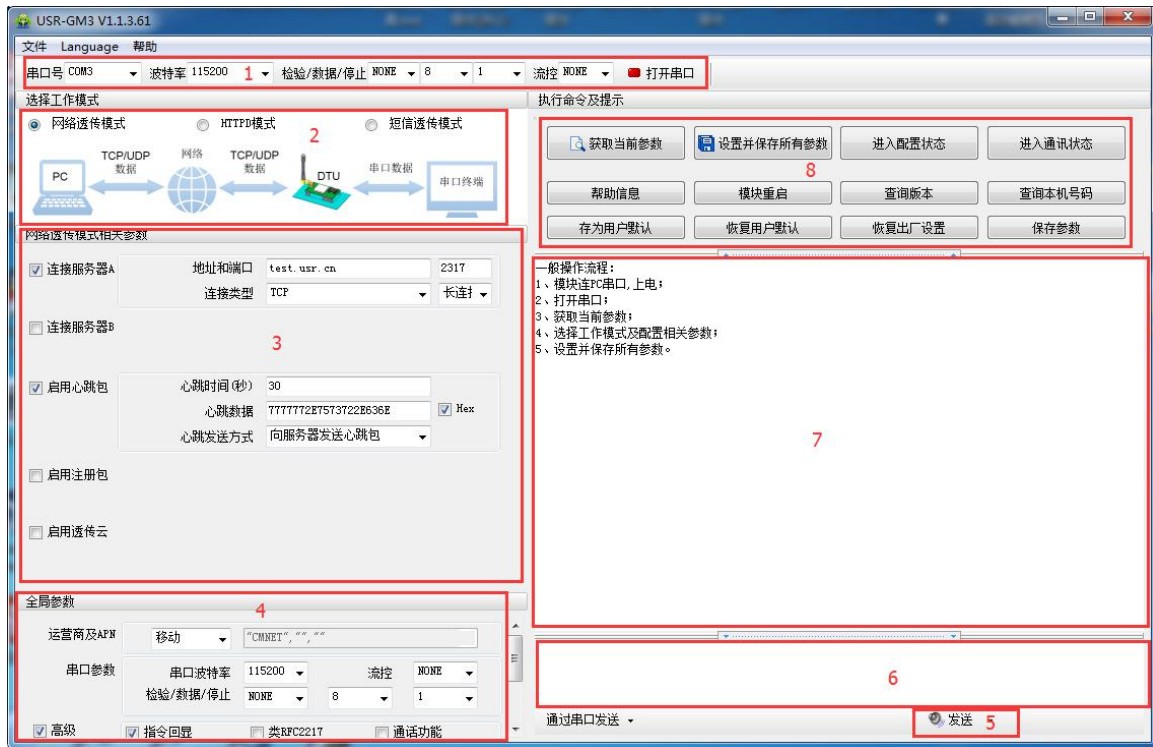 USR-GM3 V1.1.3.61
文件 Language 帮助
串口号 COM3 波特率 115200 1 检验/数据/停止 NONE 8 1 流控 NONE 打开串口
选择工作模式
网络透传模式 HTTPD模式 短信透传模式
2
PC TCP/UDP 数据 网络 TCP/UDP 数据 DTU 串口数据 串口终端
网络透传模式相关参数
连接服务器A 地址和端口 test.usr.cn 2317
连接类型 TCP 长连接
连接服务器B
3
启用心跳包 心跳时间(秒) 30
心跳数据 7777772E7573722E636E Hex
心跳发送方式 向服务器发送心跳包
启用注册包
启用透传云
全局参数
4
运营商及APN 移动 "CMNET","",""
串口参数 串口波特率 115200 流控 NONE
检验/数据/停止 NONE 8 1
高级 指令回显 类RFC2217 通话功能
执行命令及提示
获取当前参数 设置并保存所有参数 进入配置状态 进入通讯状态
8
帮助信息 模块重启 查询版本 查询本机号码
存为用户默认 恢复用户默认 恢复出厂设置 保存参数
一般操作流程:
1、模块连PC串口,上电;
2、打开串口;
3、获取当前参数;
4、选择工作模式及配置相关参数;
5、设置并保存所有参数。
7
6
通过串口发送 发送 5